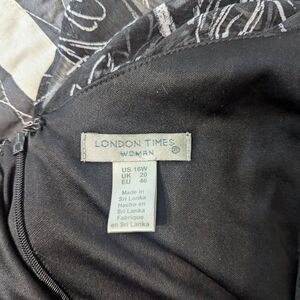 LONDON TIMES
WOMAN ®
US 16W
UK 20
EU 46
Made in
Sri Lanka
Hecho en
Sri Lanka
Fabrique
en Sri Lanka